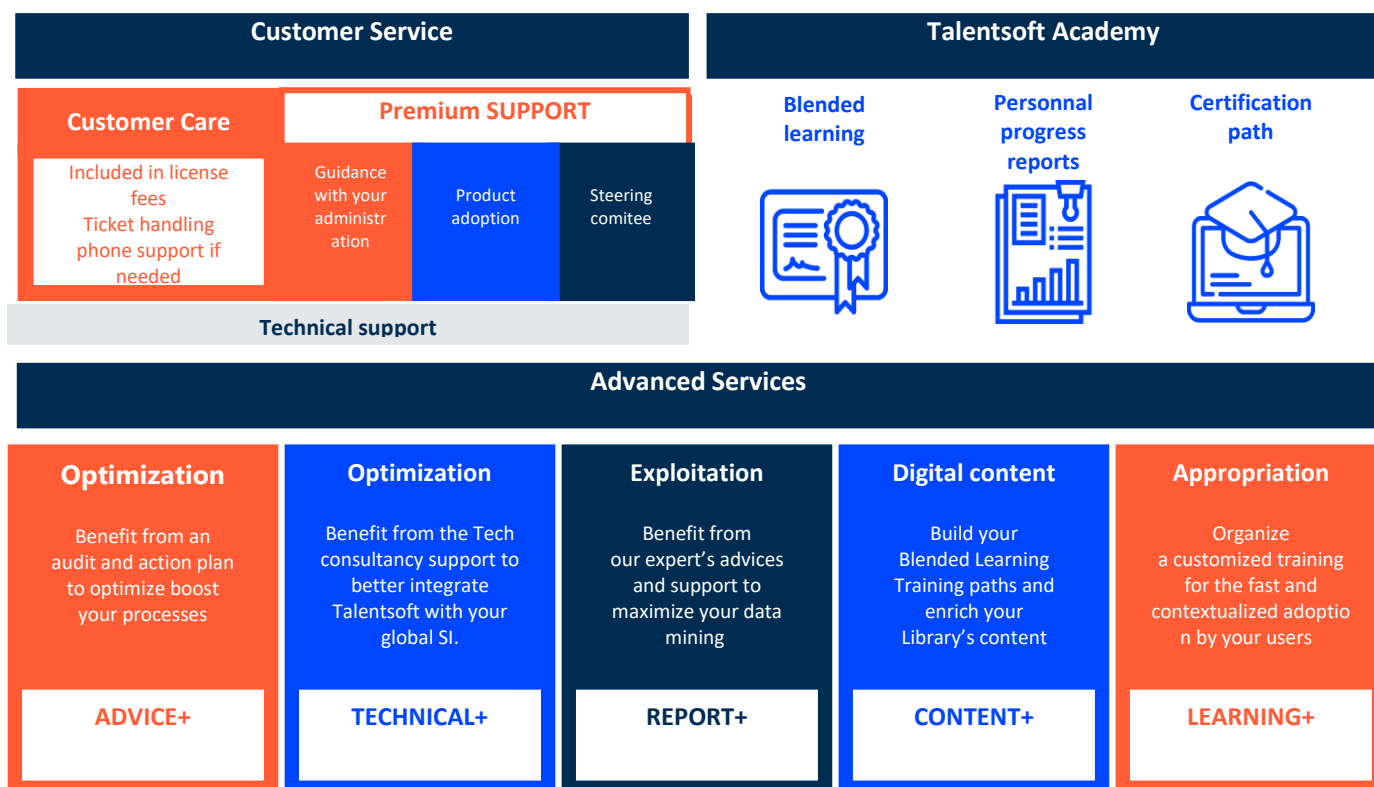 Customer Service
Customer Care
Included in license
fees
Ticket handling
phone support if
needed
Premium SUPPORT
Guidance
with your
administr
ation
Product
adoption
Steering
comitee
Technical support
Talentsoft Academy
Blended
learning
Personnal
progress
reports
Certification
path
Advanced Services
Optimization
Benefit from an
audit and action plan
to optimize boost
your processes
ADVICE+
Optimization
Benefit from the Tech
consultancy support to
better integrate
Talentsoft with your
global SI.
TECHNICAL+
Exploitation
Benefit from
our expert's advices
and support to
maximize your data
mining
REPORT+
Digital content
Build your
Blended Learning
Training paths and
enrich your
Library's content
CONTENT+
Appropriation
Organize
a customized training
for the fast and
contextualized adoptio
n by your users
LEARNING+